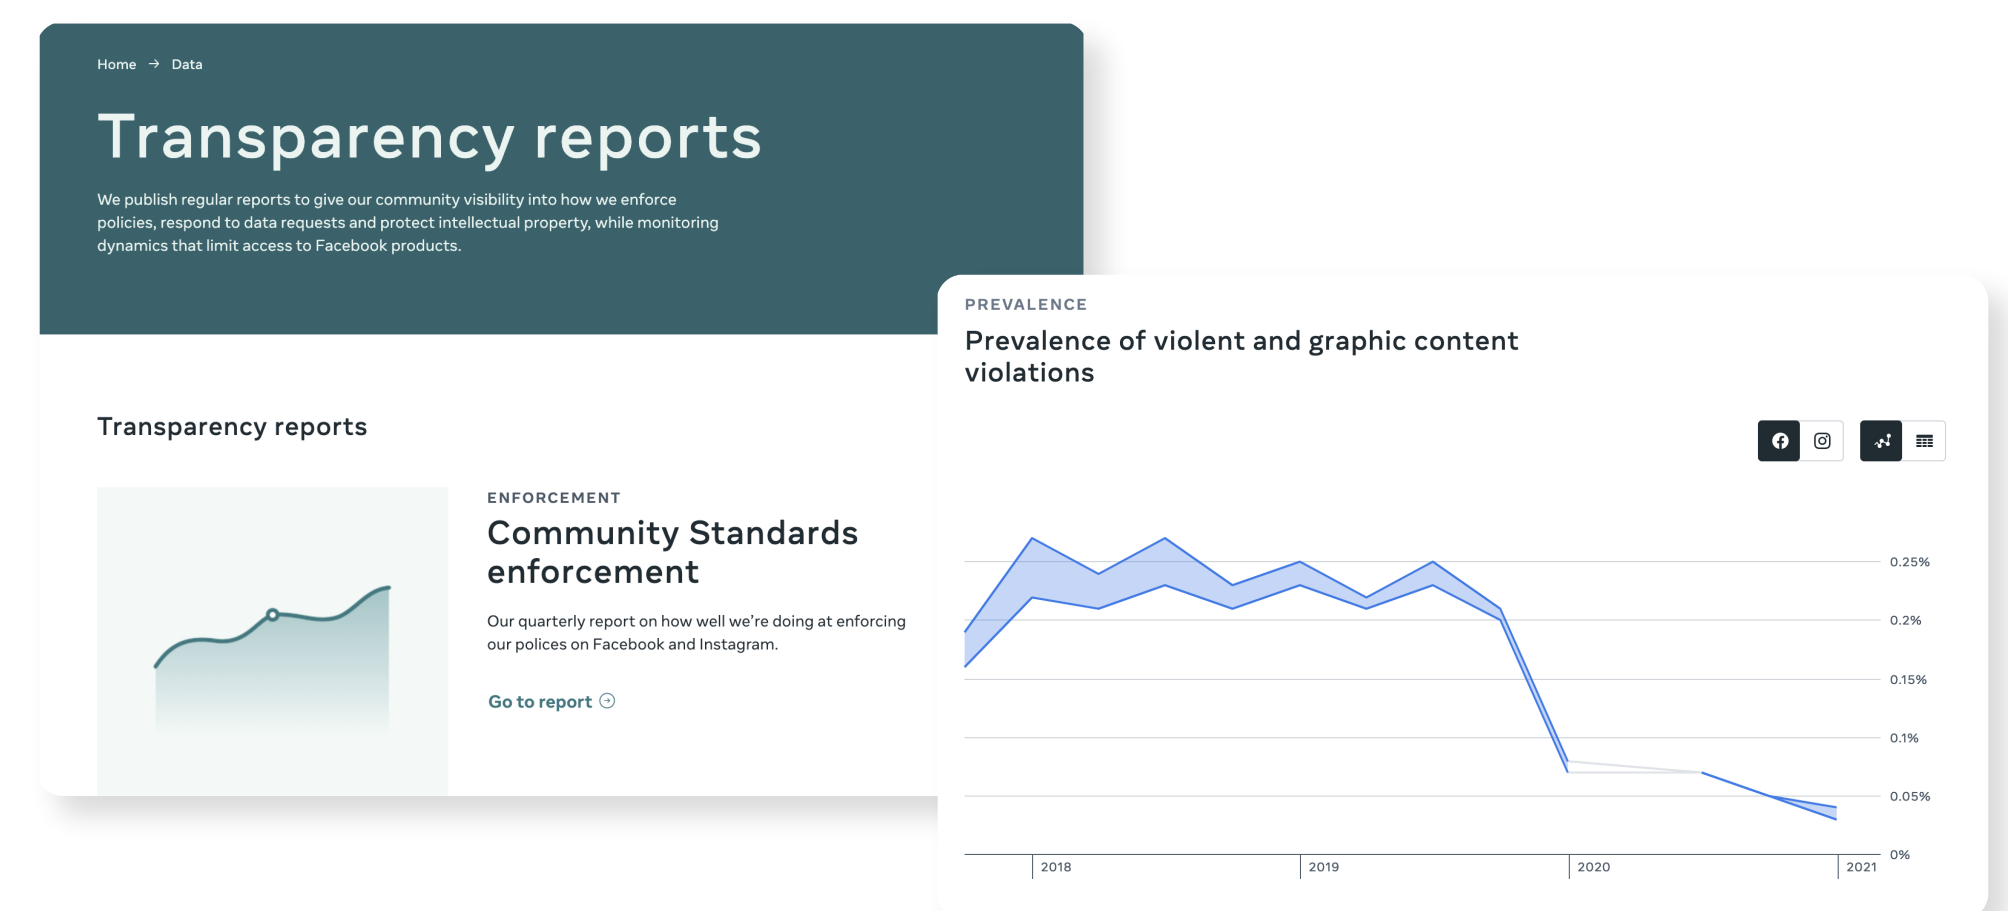 Home → Data
Transparency reports
We publish regular reports to give our community visibility into how we enforce
policies, respond to data requests and protect intellectual property, while monitoring
dynamics that limit access to Facebook products.
Transparency reports
ENFORCEMENT
Community Standards
enforcement
Our quarterly report on how well we're doing at enforcing
our polices on Facebook and Instagram.
Go to report
PREVALENCE
Prevalence of violent and graphic content
violations
0.25%
0.2%
0.15%
0.1%
0.05%
0%
2018
2019
2020
2021